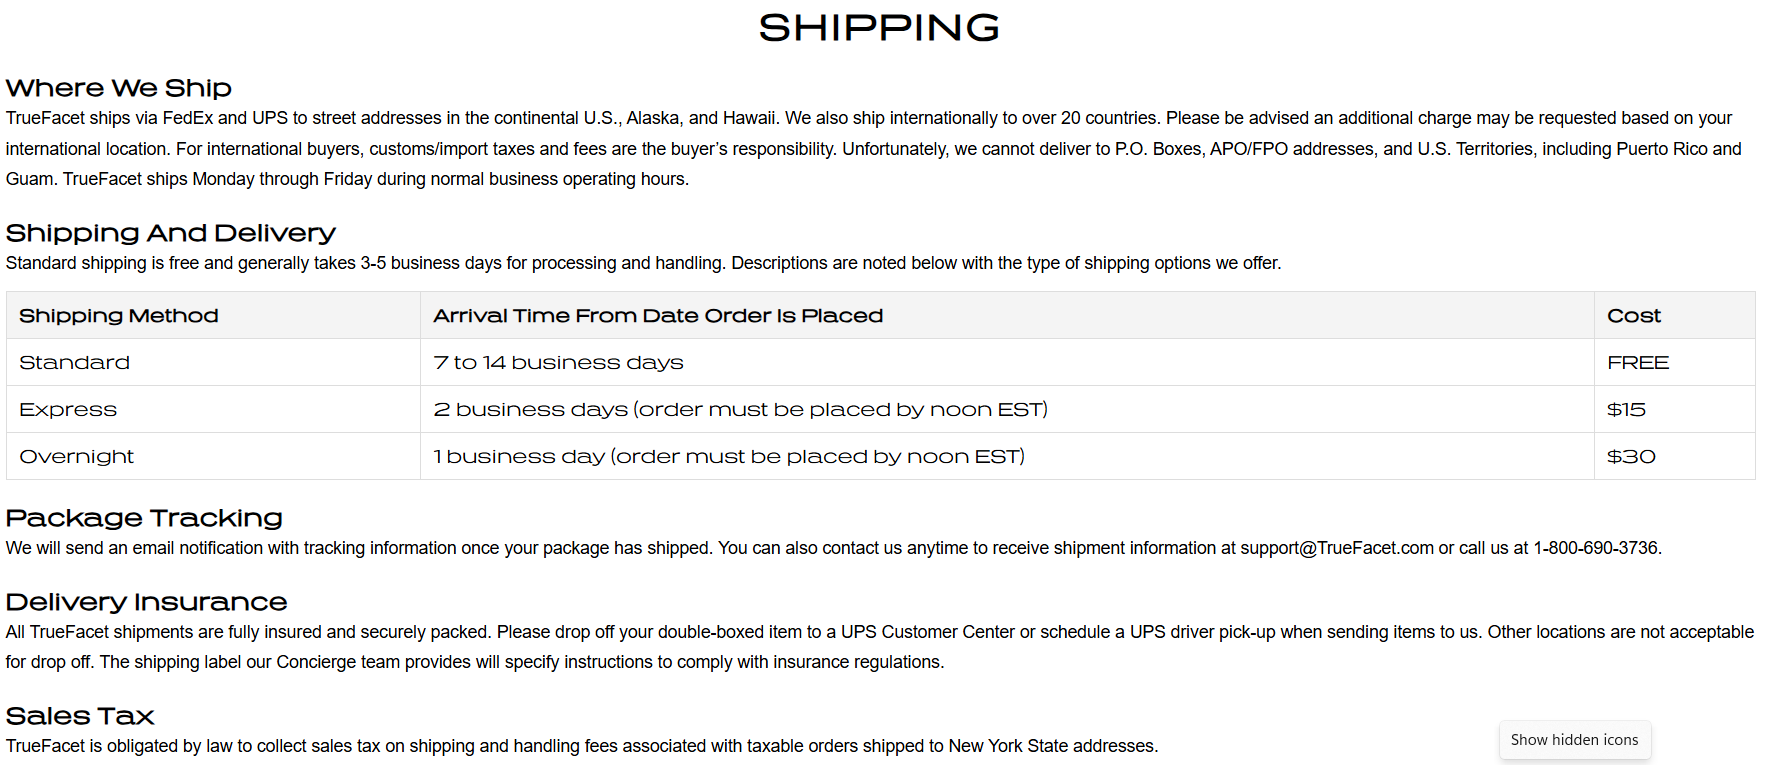 SHIPPING
Where We Ship
TrueFacet ships via FedEx and UPS to street addresses in the continental U.S., Alaska, and Hawaii. We also ship internationally to over 20 countries. Please be advised an additional charge may be requested based on your
international location. For international buyers, customs/import taxes and fees are the buyer’s responsibility. Unfortunately, we cannot deliver to P.O. Boxes, APO/FPO addresses, and U.S. Territories, including Puerto Rico and
Guam. TrueFacet ships Monday through Friday during normal business operating hours.
Shipping And Delivery
Standard shipping is free and generally takes 3-5 business days for processing and handling. Descriptions are noted below with the type of shipping options we offer.
Shipping Method Arrival Time From Date Order Is Placed Cost
Standard 7 to 14 business days FREE
Express 2 business days (order must be placed by noon EST) $15
Overnight 1 business day (order must be placed by noon EST) $30
Package Tracking
We will send an email notification with tracking information once your package has shipped. You can also contact us anytime to receive shipment information at support@TrueFacet.com or call us at 1-800-690-3736.
Delivery Insurance
All TrueFacet shipments are fully insured and securely packed. Please drop off your double-boxed item to a UPS Customer Center or schedule a UPS driver pick-up when sending items to us. Other locations are not acceptable
for drop off. The shipping label our Concierge team provides will specify instructions to comply with insurance regulations.
Sales Tax
TrueFacet is obligated by law to collect sales tax on shipping and handling fees associated with taxable orders shipped to New York State addresses.
Show hidden icons